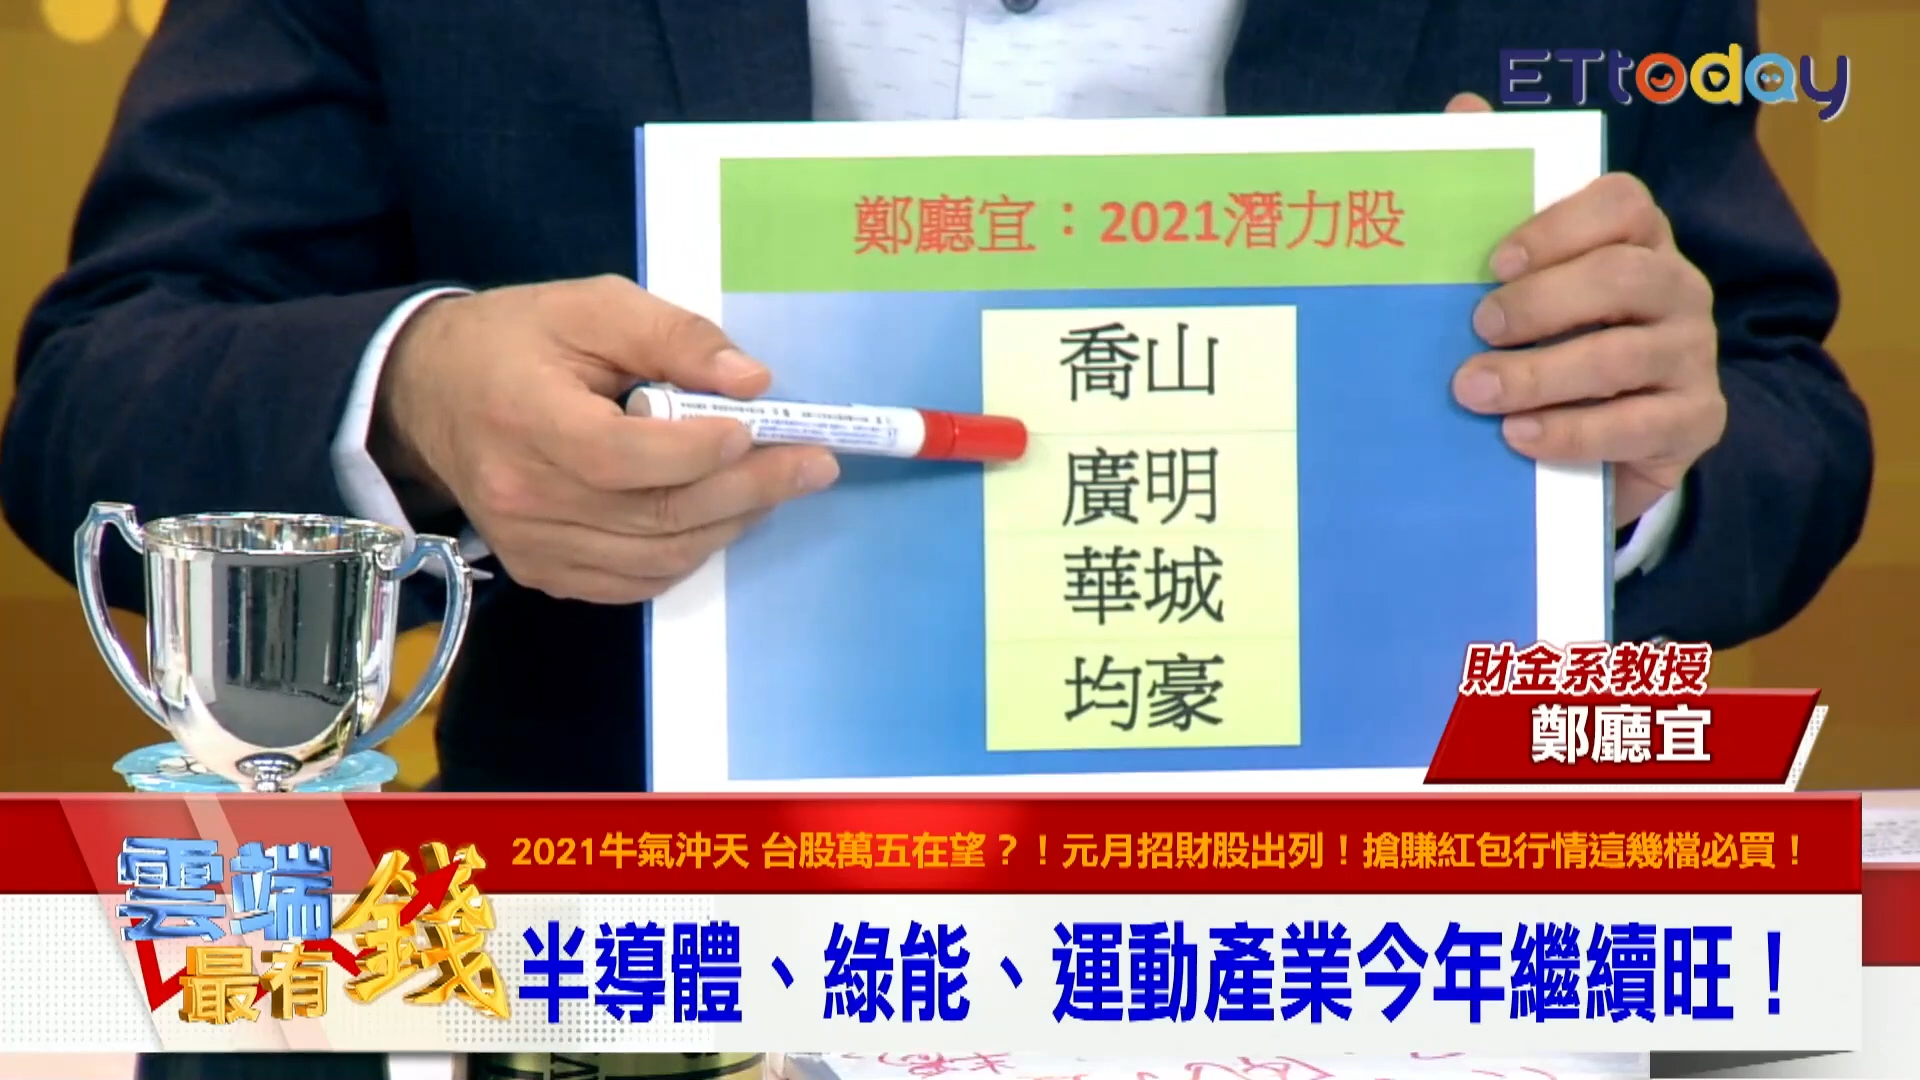 ETtoday
鄭廳宜：2021潛力股
喬山
廣明
華城
均豪
財金系教授
鄭廳宜
雲端最有錢
2021牛氣沖天 台股萬五在望？！元月招財股出列！搶賺紅包行情這幾檔必買！
半導體、綠能、運動產業今年繼續旺！